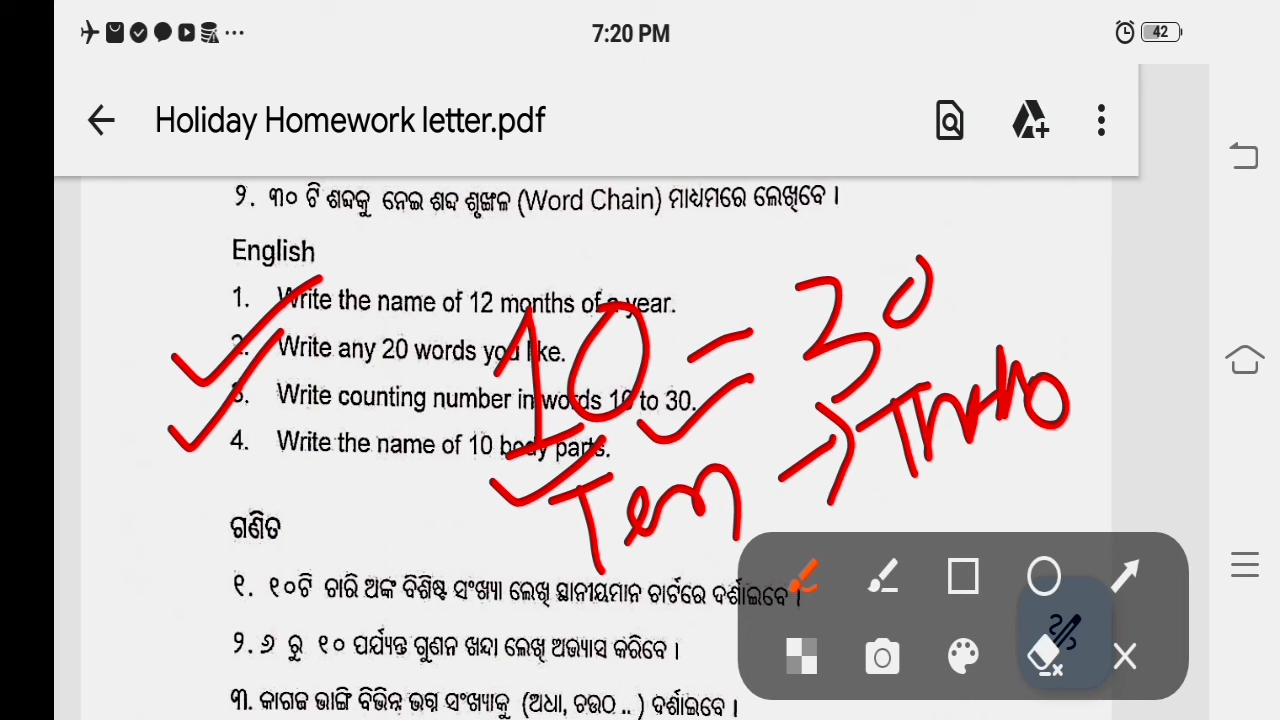 7:20 PM
42
Holiday Homework letter.pdf
୨. ୩୦ ଟି ଶବ୍ଦକୁ ନେଇ ଶବ୍ଦ ଶୃଙ୍ଖଳ (Word Chain) ମାଧ୍ୟମରେ ଲେଖିବେ ।
English
1. Write the name of 12 months of a year.
2. Write any 20 words you like.
3. Write counting number in words 10 to 30.
4. Write the name of 10 body parts.
10 = 30
Ten →
ଗଣିତ
୧. ୧୦ଟି ଚାରି ଅଙ୍କ ବିଶିଷ୍ଟ ସଂଖ୍ୟା ଲେଖି ସ୍ଥାନୀୟମାନ ଚାର୍ଟରେ ଦର୍ଶାଇବେ ।
୨. ୬ ରୁ ୧୦ ପର୍ଯ୍ୟନ୍ତ ଗୁଣନ ଖନ୍ଦା ଲେଖି ଅଭ୍ୟାସ କରିବେ ।
୩. କାଗଜ ଭାଙ୍ଗି ବିଭିନ୍ନ ଭଗ୍ନ ସଂଖ୍ୟାକୁ (ଅଧା, ଚଉଠ ..) ଦର୍ଶାଇବେ ।